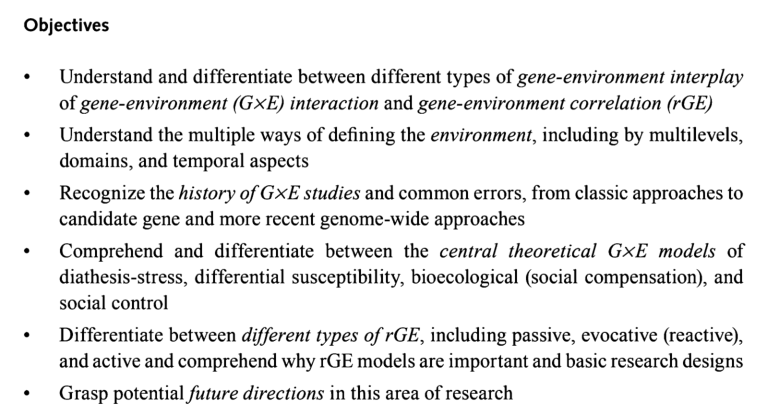 Objectives
• Understand and differentiate between different types of gene-environment interplay
of gene-environment (G×E) interaction and gene-environment correlation (rGE)
• Understand the multiple ways of defining the environment, including by multilevels,
domains, and temporal aspects
• Recognize the history of G×E studies and common errors, from classic approaches to
candidate gene and more recent genome-wide approaches
• Comprehend and differentiate between the central theoretical G×E models of
diathesis-stress, differential susceptibility, bioecological (social compensation), and
social control
• Differentiate between different types of rGE, including passive, evocative (reactive),
and active and comprehend why rGE models are important and basic research designs
• Grasp potential future directions in this area of research